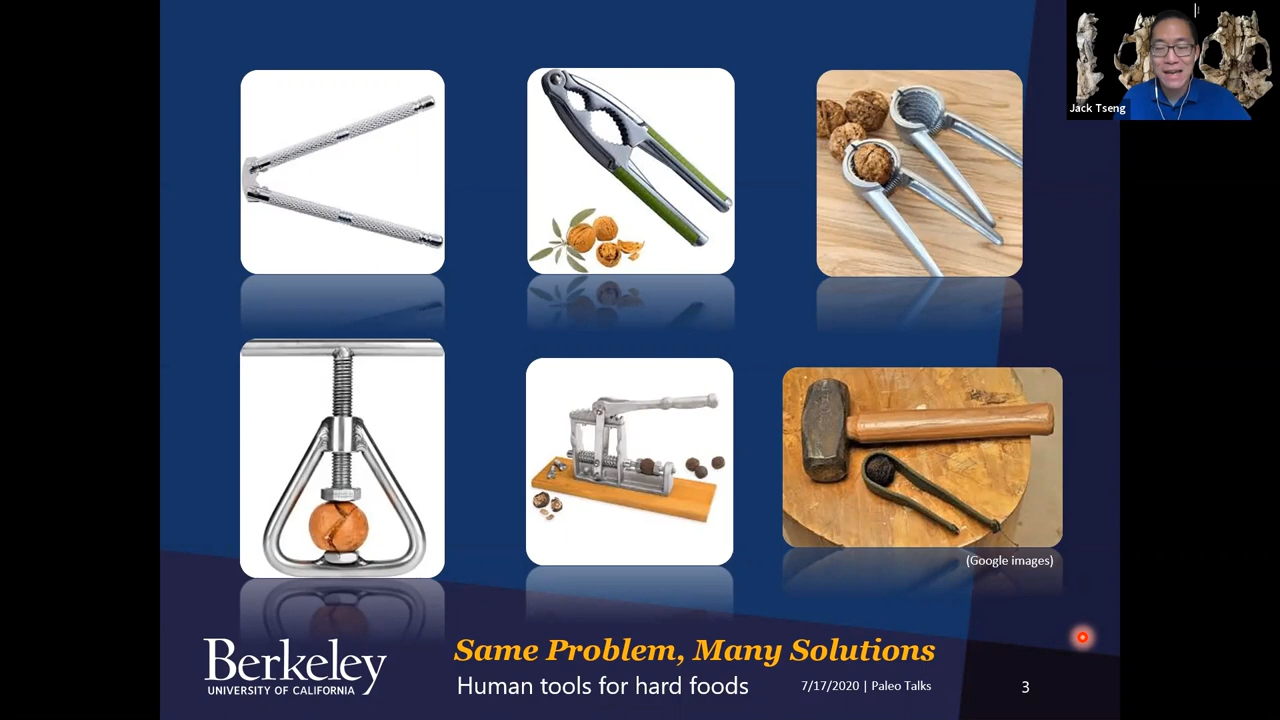 Jack Tseng
(Google images)
Berkeley
UNIVERSITY OF CALIFORNIA
Same Problem, Many Solutions
Human tools for hard foods
7/17/2020 | Paleo Talks
3